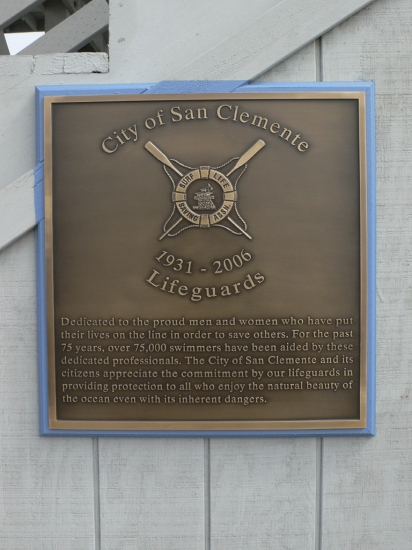 City of San Clemente
SURF LIFE
SAVING ASSN.
1931 - 2006
Lifeguards
Dedicated to the proud men and women who have put
their lives on the line in order to save others. For the past
75 years, over 75,000 swimmers have been aided by these
dedicated professionals. The City of San Clemente and its
citizens appreciate the commitment by our lifeguards in
providing protection to all who enjoy the natural beauty of
the ocean even with its inherent dangers.